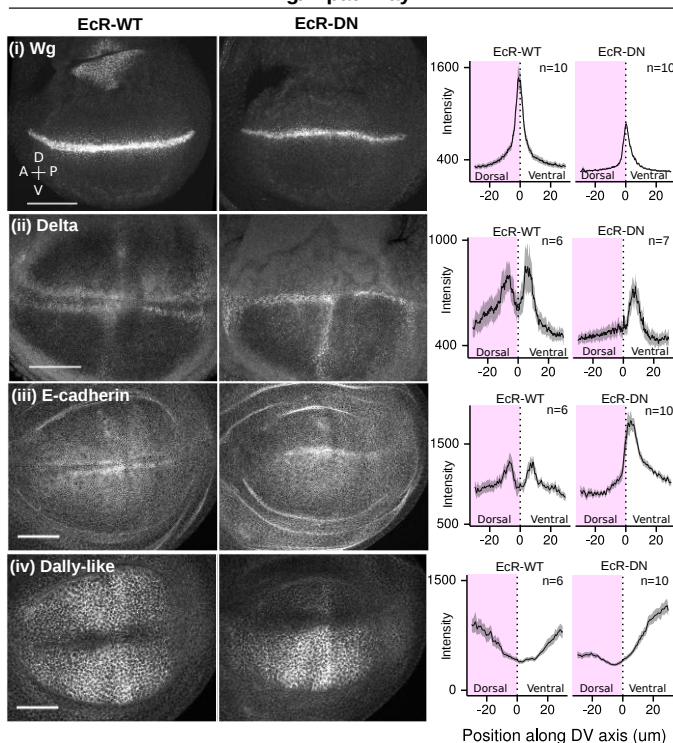 EcR-WT EcR-DN
(i) Wg
D
A P
V
EcR-WT EcR-DN
1600 n=10 n=10
Intensity
400
Dorsal Ventral Dorsal Ventral
-20 0 20 -20 0 20
(ii) Delta
EcR-WT EcR-DN
1000 n=6 n=7
Intensity
400
Dorsal Ventral Dorsal Ventral
-20 0 20 -20 0 20
(iii) E-cadherin
EcR-WT EcR-DN
n=6 n=10
1500
Intensity
500
Dorsal Ventral Dorsal Ventral
-20 0 20 -20 0 20
(iv) Dally-like
EcR-WT EcR-DN
1500 n=6 n=10
Intensity
0
Dorsal Ventral Dorsal Ventral
-20 0 20 -20 0 20
Position along DV axis (um)